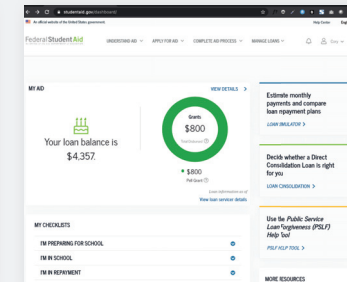 studentaid.gov/dashboard/
An official website of the United States government.
Help Center
Federal Student Aid
UNDERSTAND AID
APPLY FOR AID
COMPLETE AID PROCESS
MANAGE LOANS
MY AID
VIEW DETAILS >
Your loan balance is
$4,357.
Grants
$800
$800
Pell Grant
Loan information as of
View loan servicer details
MY CHECKLISTS
I'M PREPARING FOR SCHOOL
I'M IN SCHOOL
I'M IN REPAYMENT
Estimate monthly
payments and compare
loan repayment plans
LOAN SIMULATOR >
Decide whether a Direct
Consolidation Loan is right
for you
LOAN CONSOLIDATION >
Use the Public Service
Loan Forgiveness (PSLF)
Help Tool
PSLF HELP TOOL >
MORE RESOURCES